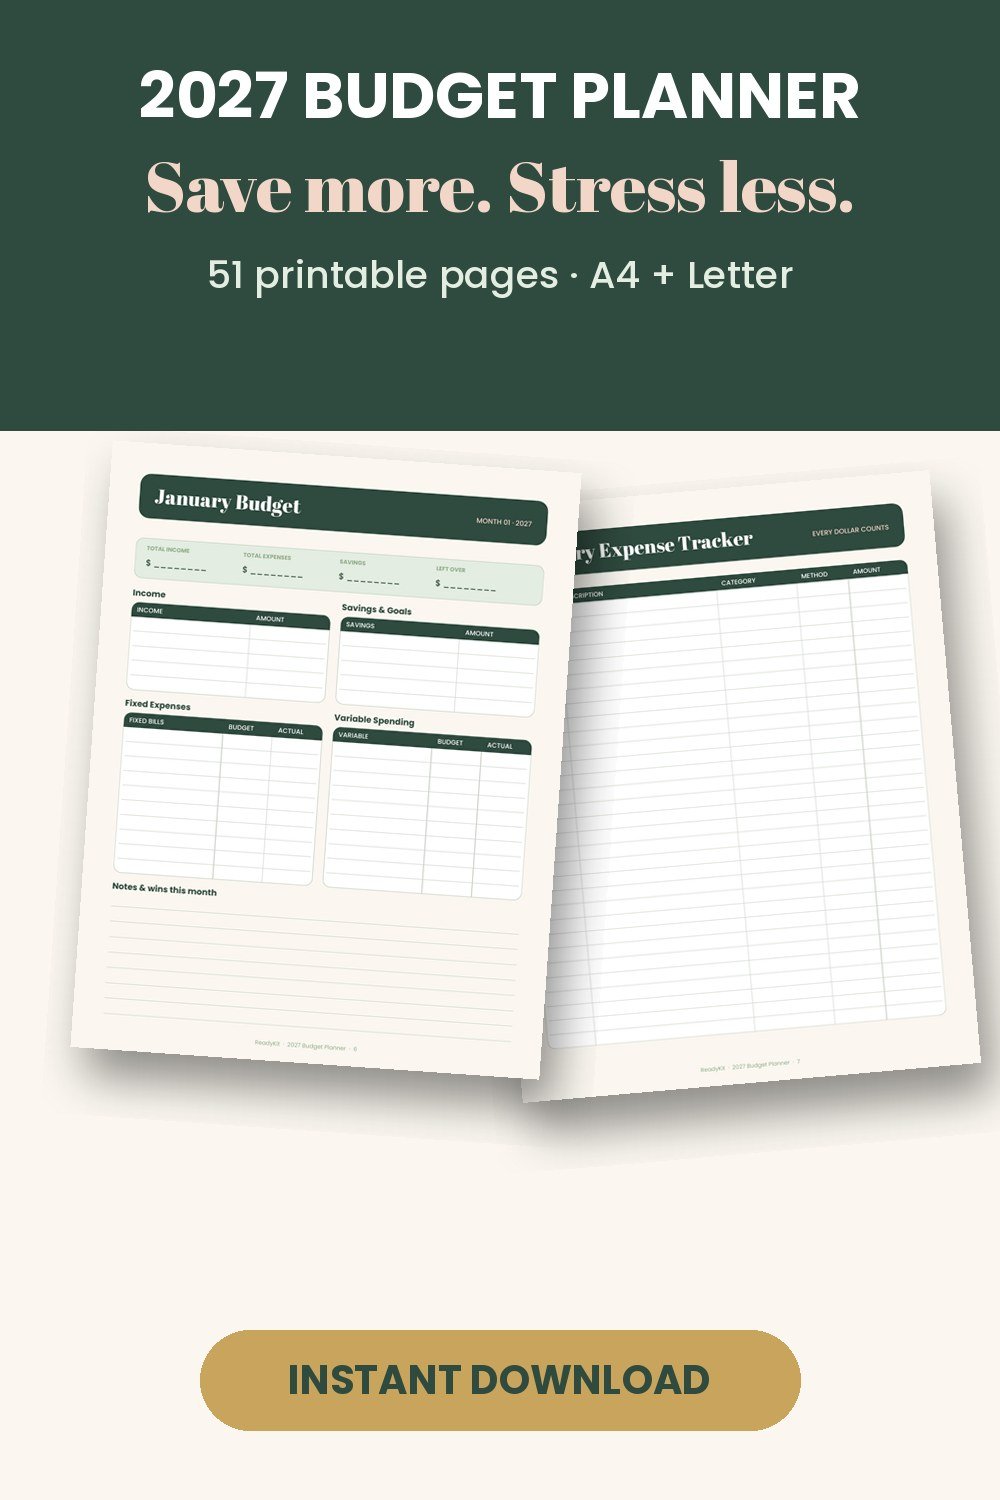 2027 BUDGET PLANNER
Save more. Stress less.
51 printable pages · A4 + Letter
January Budget
MONTH 01 · 2027
TOTAL INCOME
TOTAL EXPENSES
SAVINGS
LEFT OVER
$ _ _ _ _ _ _ _ _
$ _ _ _ _ _ _ _ _
$ _ _ _ _ _ _ _ _
$ _ _ _ _ _ _ _ _
Income
INCOME AMOUNT
Savings & Goals
SAVINGS AMOUNT
Fixed Expenses
FIXED BILLS BUDGET ACTUAL
Variable Spending
VARIABLE BUDGET ACTUAL
Notes & wins this month
ReadyKit · 2027 Budget Planner · 6
ry Expense Tracker
EVERY DOLLAR COUNTS
CRIPTION CATEGORY METHOD AMOUNT
ReadyKit · 2027 Budget Planner · 7
INSTANT DOWNLOAD